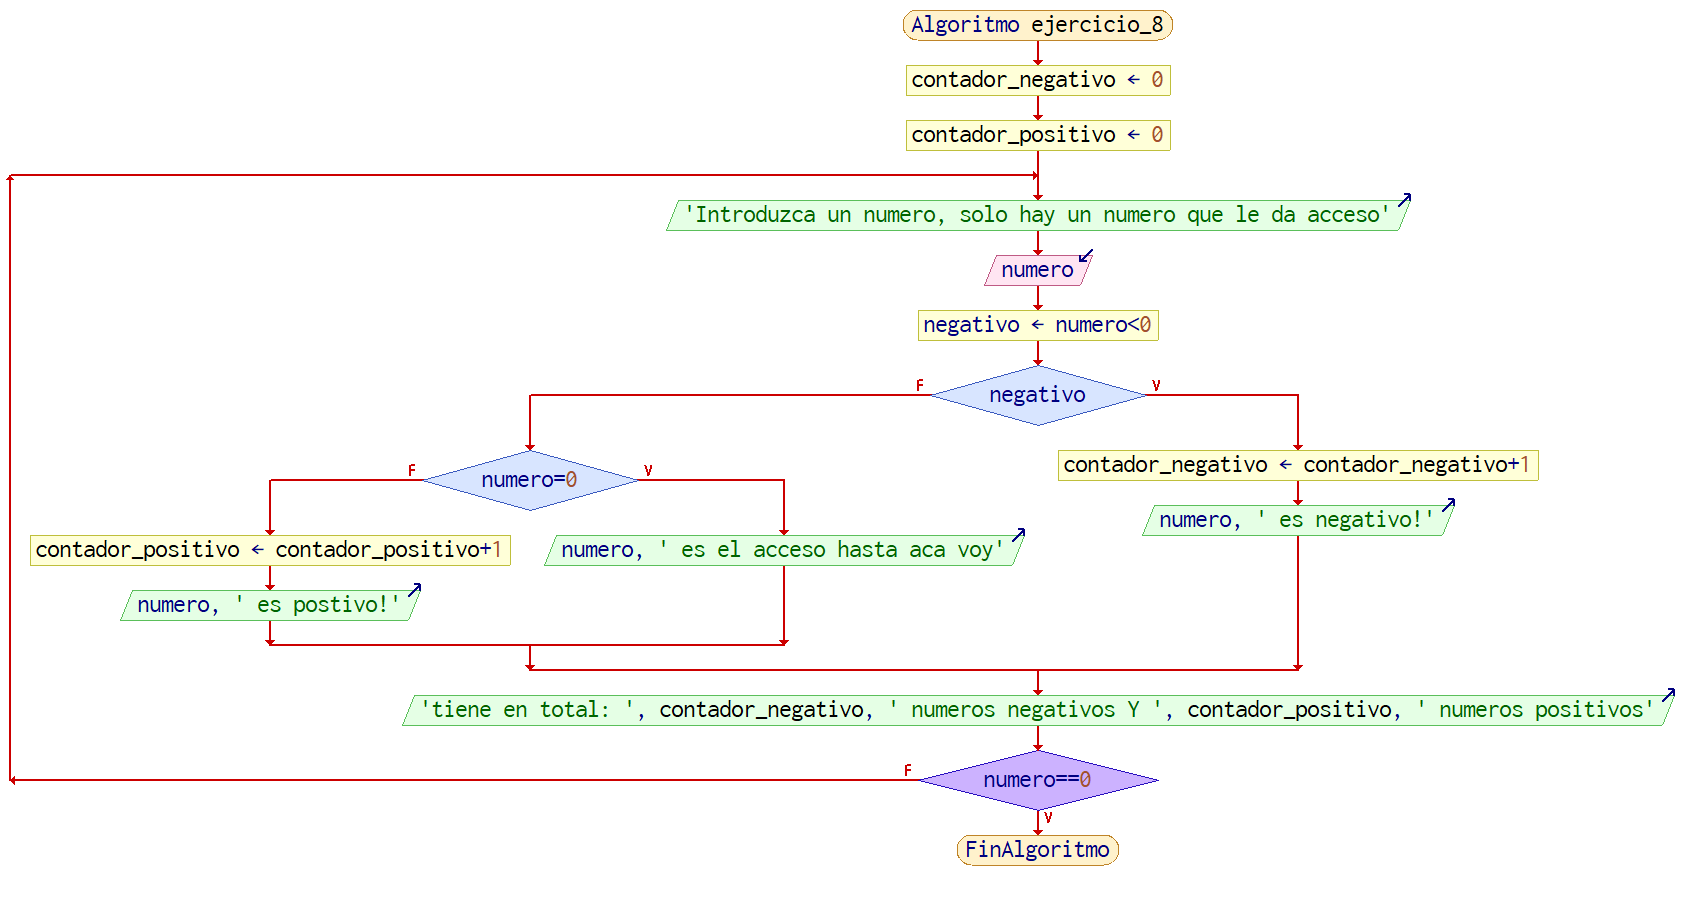 Algoritmo ejercicio_8
contador_negativo ← 0
contador_positivo ← 0
'Introduzca un numero, solo hay un numero que le da acceso'
numero
negativo ← numero<0
F
negativo
V
F
numero=0
V
contador_negativo ← contador_negativo+1
numero, ' es negativo!'
contador_positivo ← contador_positivo+1
numero, ' es el acceso hasta aca voy'
numero, ' es postivo!'
'tiene en total: ', contador_negativo, ' numeros negativos Y ', contador_positivo, ' numeros positivos'
F
numero==0
V
FinAlgoritmo